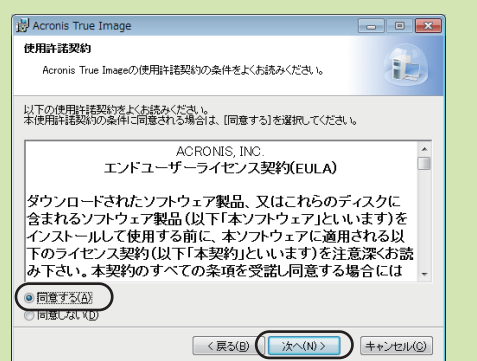 Acronis True Image
使用許諾契約
Acronis True Imageの使用許諾契約の条件をよくお読みください。
以下の使用許諾契約をよくお読みください。
本使用許諾契約の条件に同意される場合は、[同意する]を選択してください。
ACRONIS, INC.
エンドユーザーライセンス契約(EULA)
ダウンロードされたソフトウェア製品、又はこれらのディスクに
含まれるソフトウェア製品(以下「本ソフトウェア」といいます)を
インストールして使用する前に、本ソフトウェアに適用される以
下のライセンス契約(以下「本契約」といいます)を注意深くお読
み下さい。本契約のすべての条項を受諾し同意する場合には
同意する(A)
同意しない(D)
< 戻る(B) 次へ(N) > キャンセル(C)